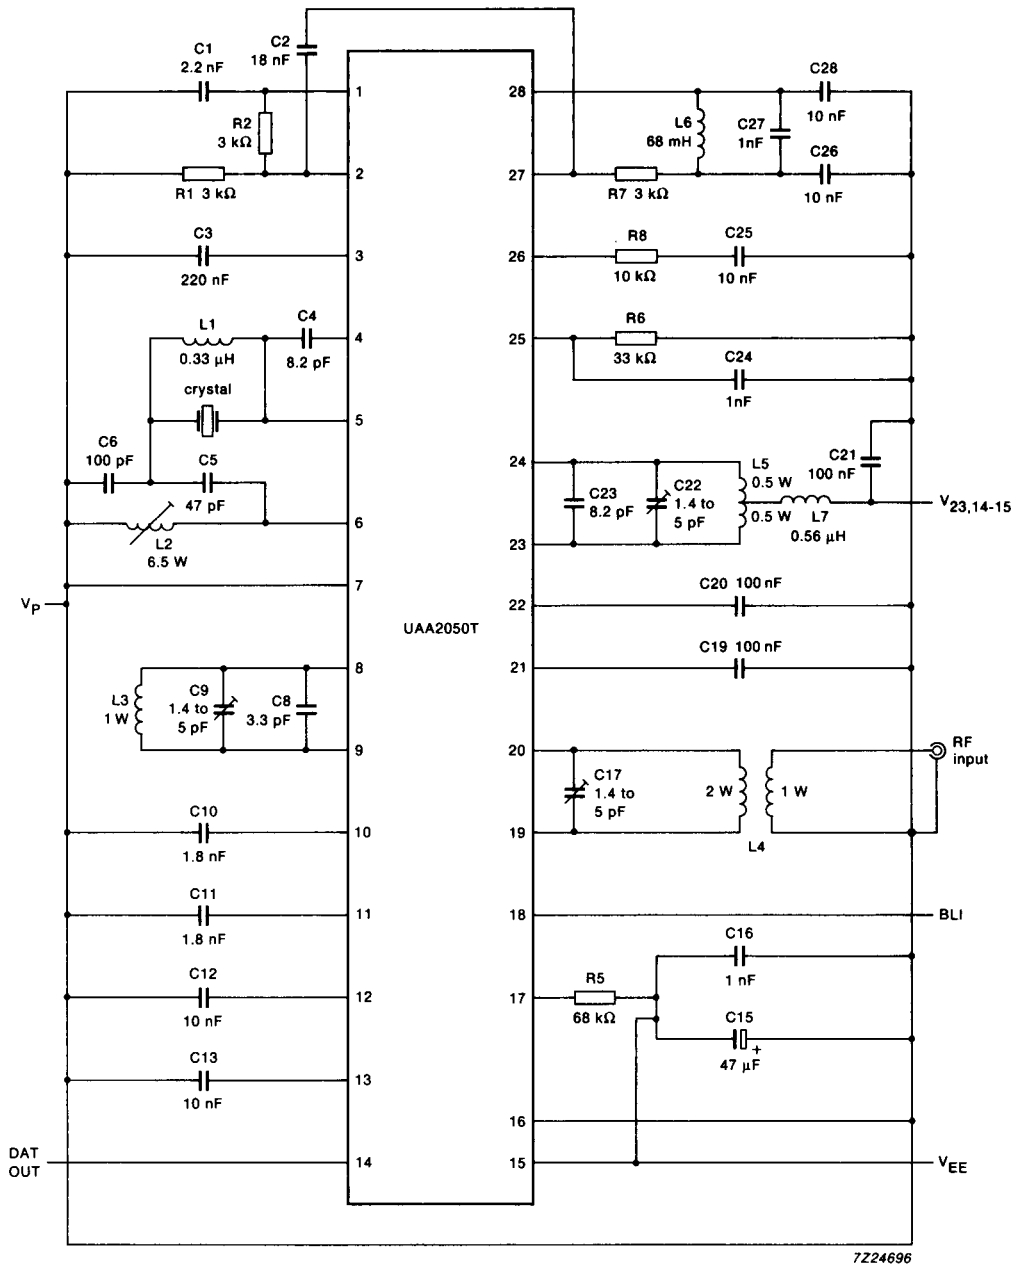 C1
2.2 nF
C2
18 nF
R2
3 kΩ
R1 3 kΩ
C3
220 nF
L1
0.33 μH
C4
8.2 pF
crystal
C6
100 pF
C5
47 pF
L2
6.5 W
VP
L3
1 W
C9
1.4 to
5 pF
C8
3.3 pF
C10
1.8 nF
C11
1.8 nF
C12
10 nF
C13
10 nF
DAT
OUT
1
2
3
4
5
6
7
8
9
10
11
12
13
14
UAA2050T
28
27
26
25
24
23
22
21
20
19
18
17
16
15
L6
68 mH
C27
1nF
C28
10 nF
C26
10 nF
R7 3 kΩ
R8
10 kΩ
C25
10 nF
R6
33 kΩ
C24
1nF
C23
8.2 pF
C22
1.4 to
5 pF
L5
0.5 W
0.5 W
L7
0.56 μH
C21
100 nF
V23,14-15
C20 100 nF
C19 100 nF
C17
1.4 to
5 pF
2 W
1 W
L4
RF
input
BLI
C16
1 nF
R5
68 kΩ
C15
+
47 μF
VEE
7Z24696